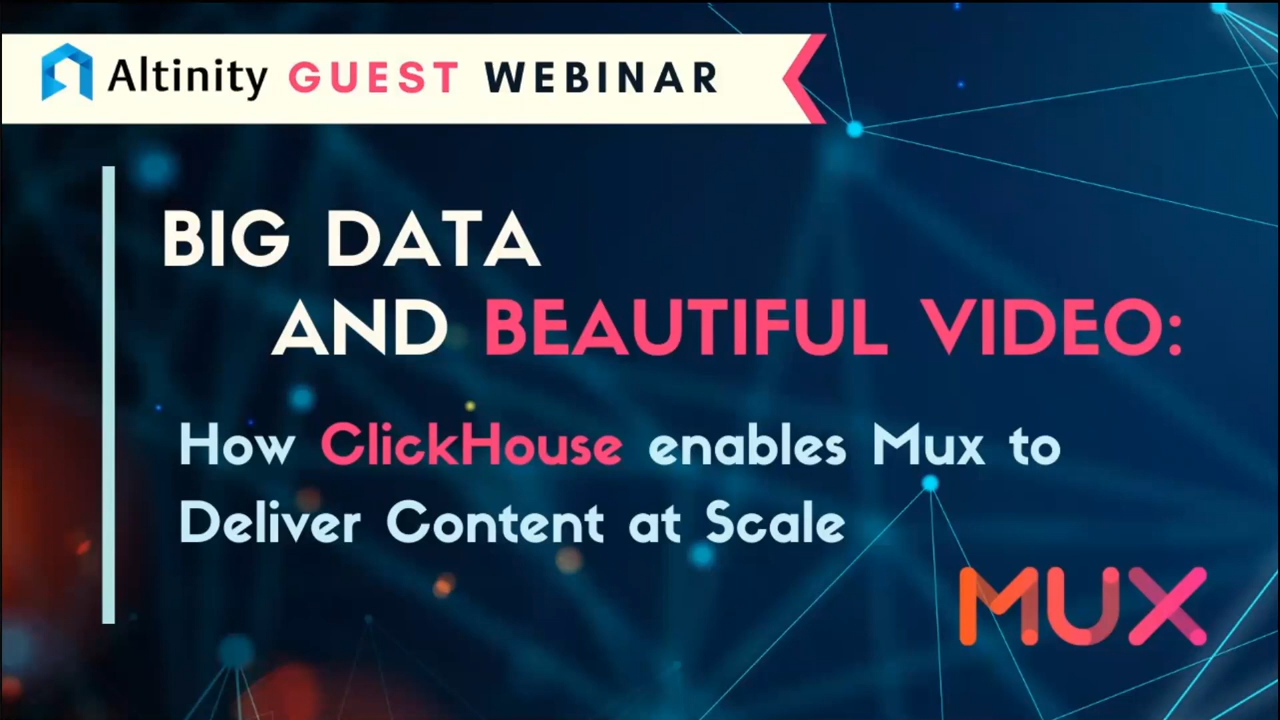 Altinity GUEST WEBINAR
BIG DATA
AND BEAUTIFUL VIDEO:
How ClickHouse enables Mux to
Deliver Content at Scale
MUX